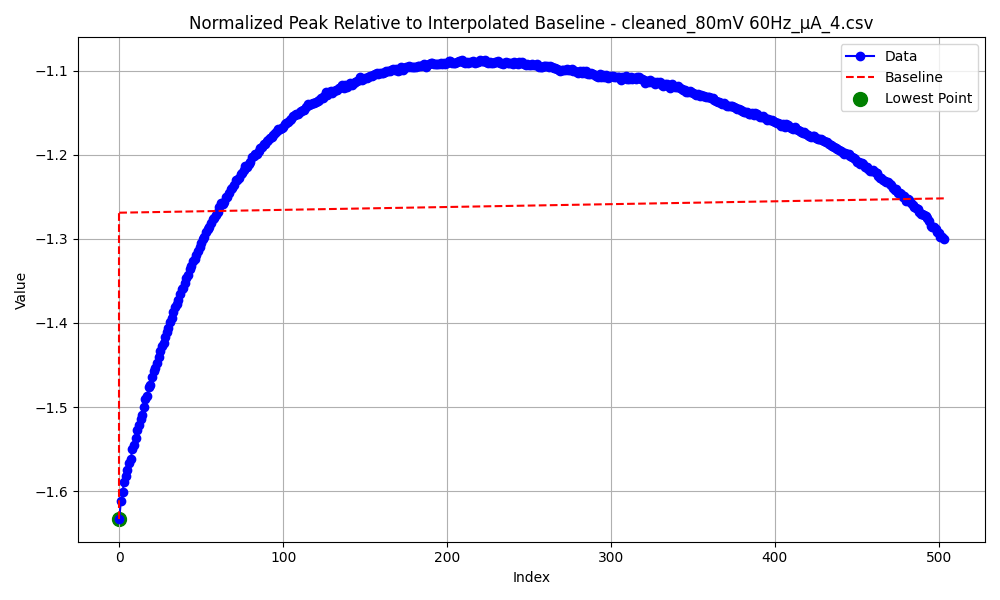 Normalized Peak Relative to Interpolated Baseline - cleaned_80mV 60Hz_μA_4.csv
Data
Baseline
Lowest Point
−1.1
−1.2
−1.3
−1.4
−1.5
−1.6
Value
0 100 200 300 400 500
Index